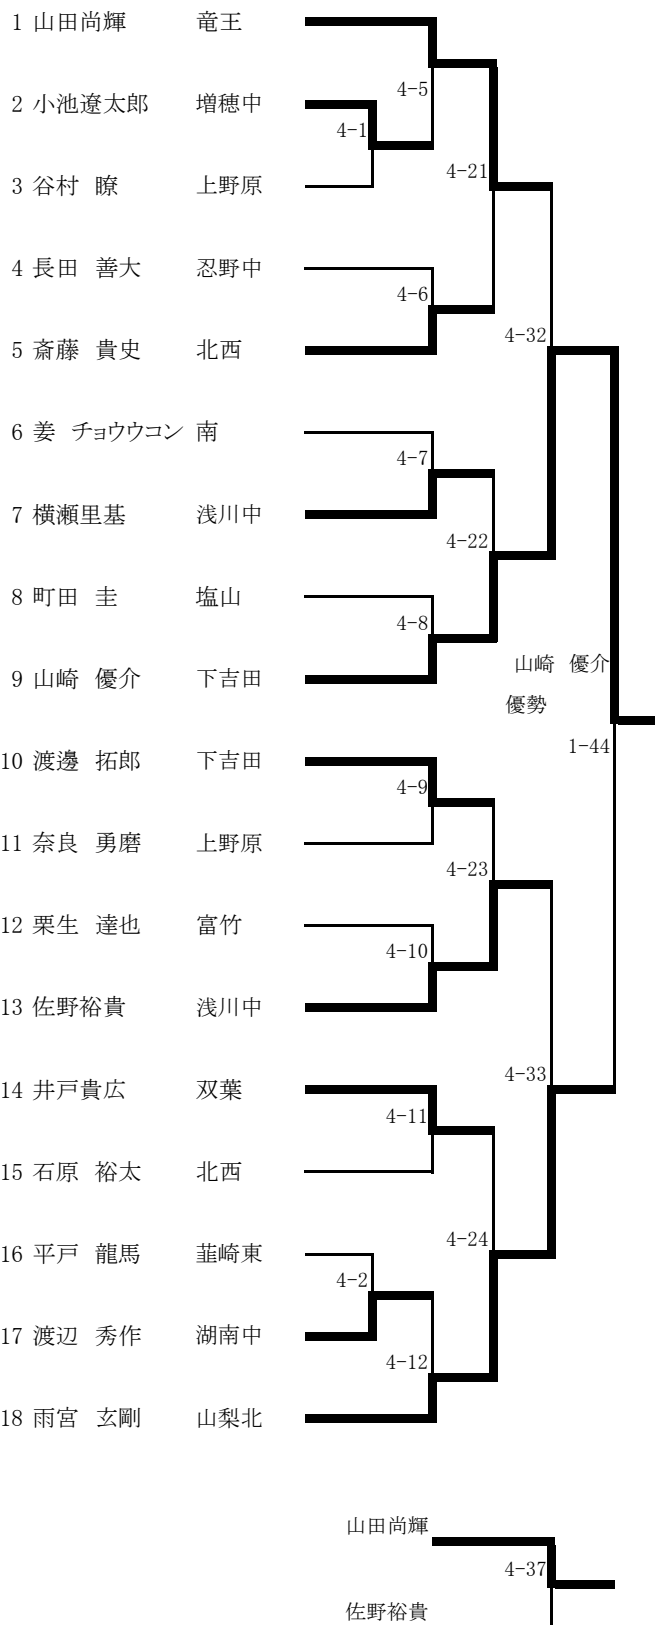 1 山田尚輝 竜王
4-5
2 小池遼太郎 増穂中
4-1
4-21
3 谷村 瞭 上野原
4 長田 善大 忍野中
4-6
4-32
5 斎藤 貴史 北西
6 姜 チョウウコン 南
4-7
7 横瀬里基 浅川中
4-22
8 町田 圭 塩山
4-8
山崎 優介
9 山崎 優介 下吉田
優勢
1-44
10 渡邊 拓郎 下吉田
4-9
11 奈良 勇磨 上野原
4-23
12 栗生 達也 富竹
4-10
13 佐野裕貴 浅川中
4-33
14 井戸貴広 双葉
4-11
15 石原 裕太 北西
4-24
16 平戸 龍馬 韮崎東
4-2
17 渡辺 秀作 湖南中
4-12
18 雨宮 玄剛 山梨北
山田尚輝
4-37
佐野裕貴